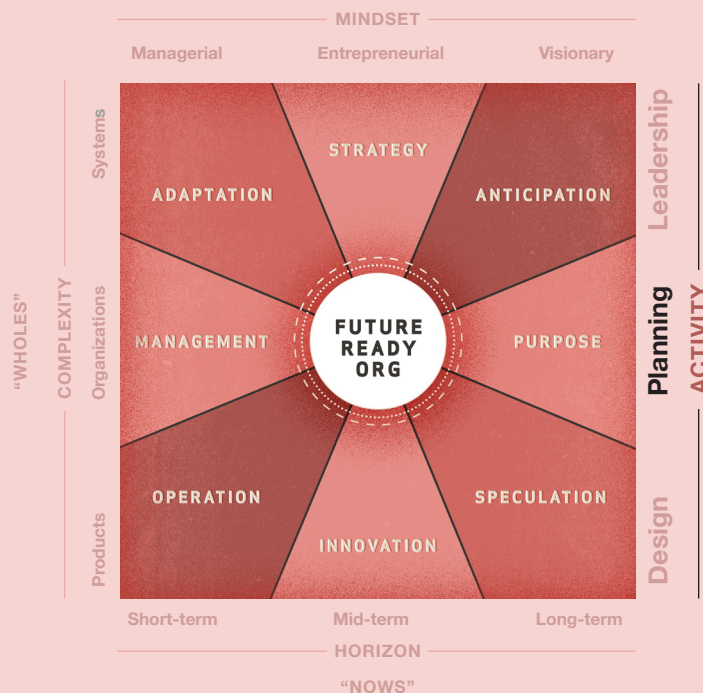 MINDSET
Managerial
Entrepreneurial
Visionary
Systems
Leadership
STRATEGY
ADAPTATION
ANTICIPATION
"WHOLES"
COMPLEXITY
Organizations
MANAGEMENT
FUTURE
READY
ORG
PURPOSE
Planning
ACTIVITY
OPERATION
SPECULATION
INNOVATION
Products
Design
Short-term
Mid-term
Long-term
HORIZON
“NOWS”